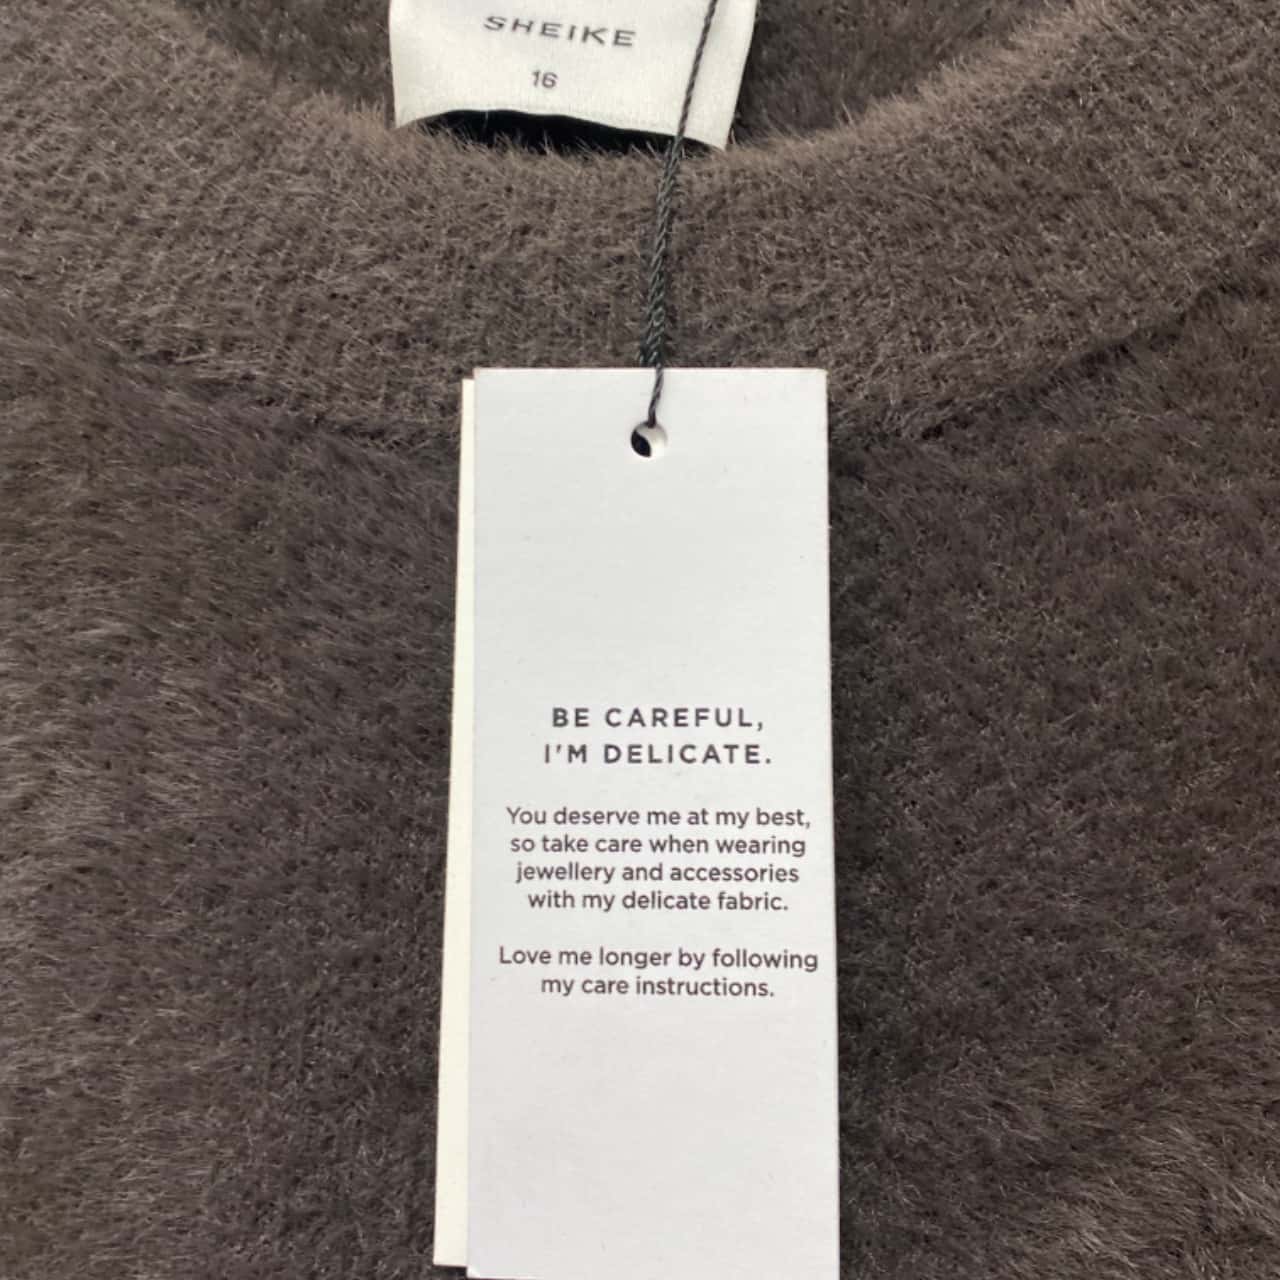 SHEIKE
16
BE CAREFUL,
I'M DELICATE.
You deserve me at my best,
so take care when wearing
jewellery and accessories
with my delicate fabric.
Love me longer by following
my care instructions.